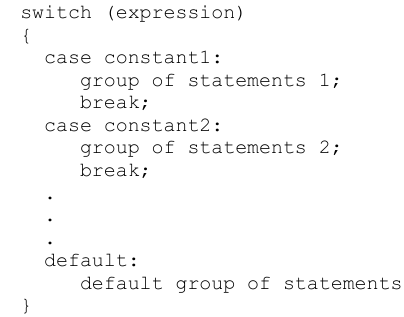 switch (expression)
{
case constant1:
group of statements 1;
break;
case constant2:
group of statements 2;
break;
.
.
.
default:
default group of statements
}